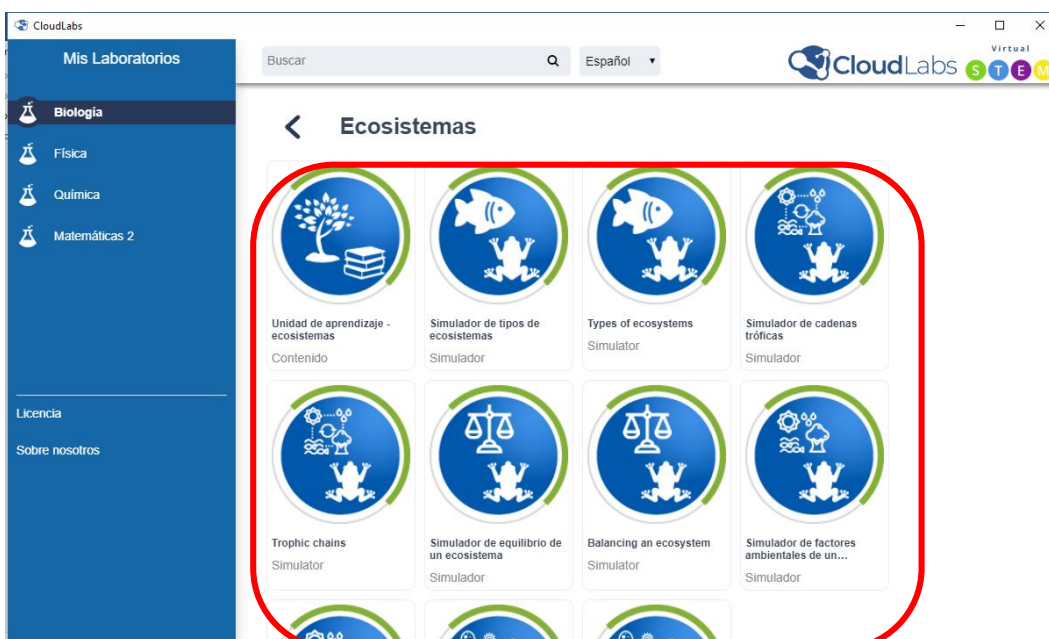 CloudLabs
Mis Laboratorios
Buscar
Español
CloudLabs
Virtual
S T E M
Biología
Física
Química
Matemáticas 2
Licencia
Sobre nosotros
Ecosistemas
Unidad de aprendizaje -
ecosistemas
Contenido
Simulador de tipos de
ecosistemas
Simulador
Types of ecosystems
Simulator
Simulador de cadenas
tróficas
Simulador
Trophic chains
Simulator
Simulador de equilibrio de
un ecosistema
Simulador
Balancing an ecosystem
Simulator
Simulador de factores
ambientales de un...
Simulador